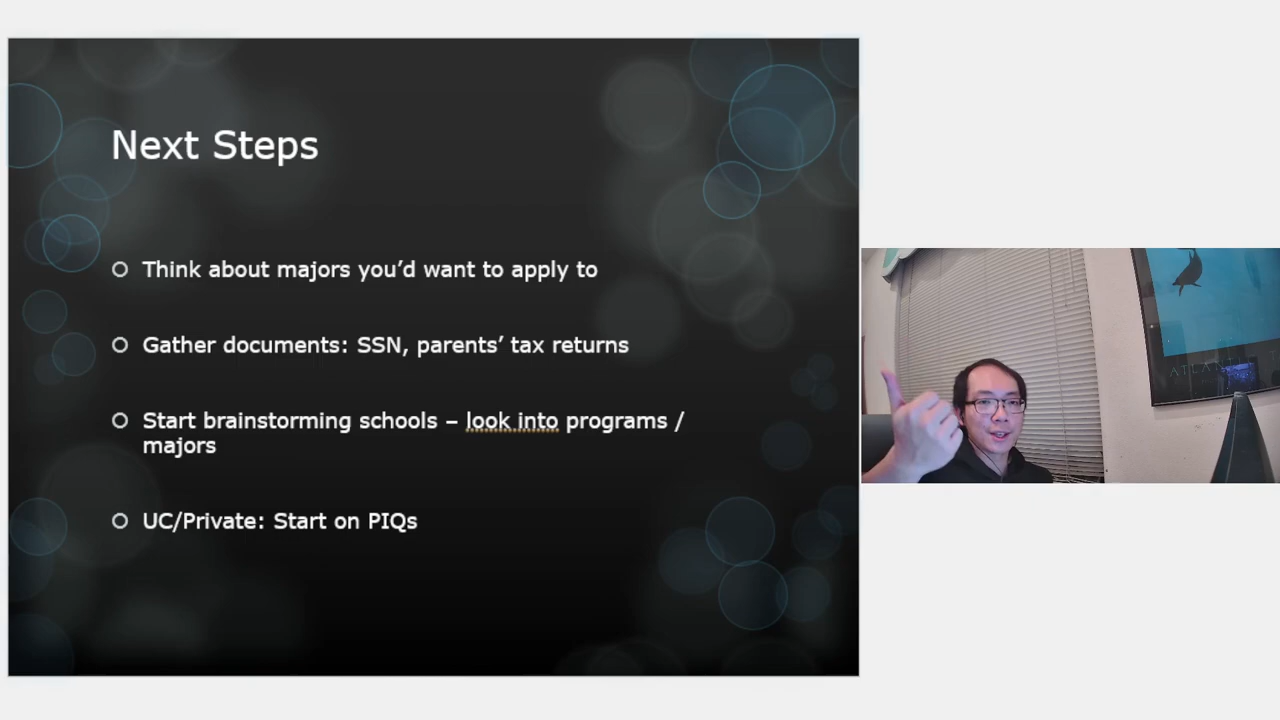 Next Steps
Think about majors you’d want to apply to
Gather documents: SSN, parents’ tax returns
Start brainstorming schools – look into programs /
majors
UC/Private: Start on PIQs